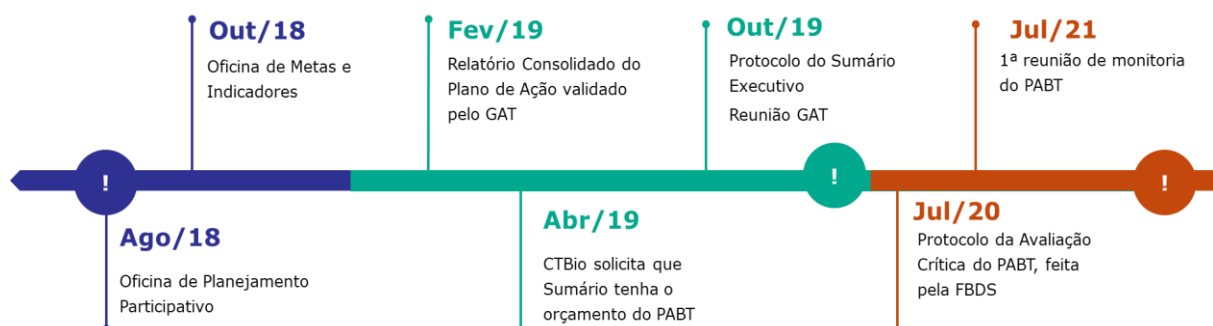 Out/18
Oficina de Metas e
Indicadores
Fev/19
Relatório Consolidado do
Plano de Ação validado
pelo GAT
Out/19
Protocolo do Sumário
Executivo
Reunião GAT
Jul/21
1ª reunião de monitoria
do PABT
!
!
!
Ago/18
Oficina de Planejamento
Participativo
Abr/19
CTBio solicita que
Sumário tenha o
orçamento do PABT
Jul/20
Protocolo da Avaliação
Crítica do PABT, feita
pela FBDS